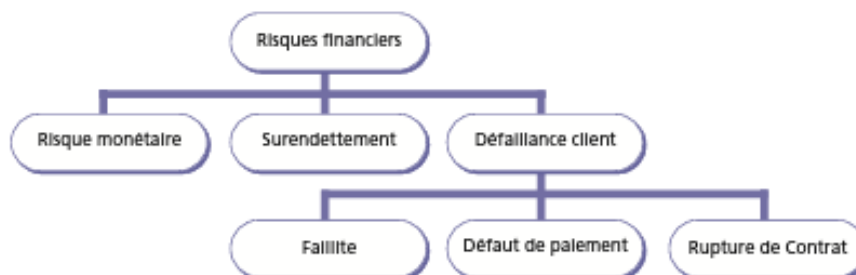 Risques financiers
Risque monétaire
Surendettement
Défaillance client
Faillite
Défaut de paiement
Rupture de Contrat